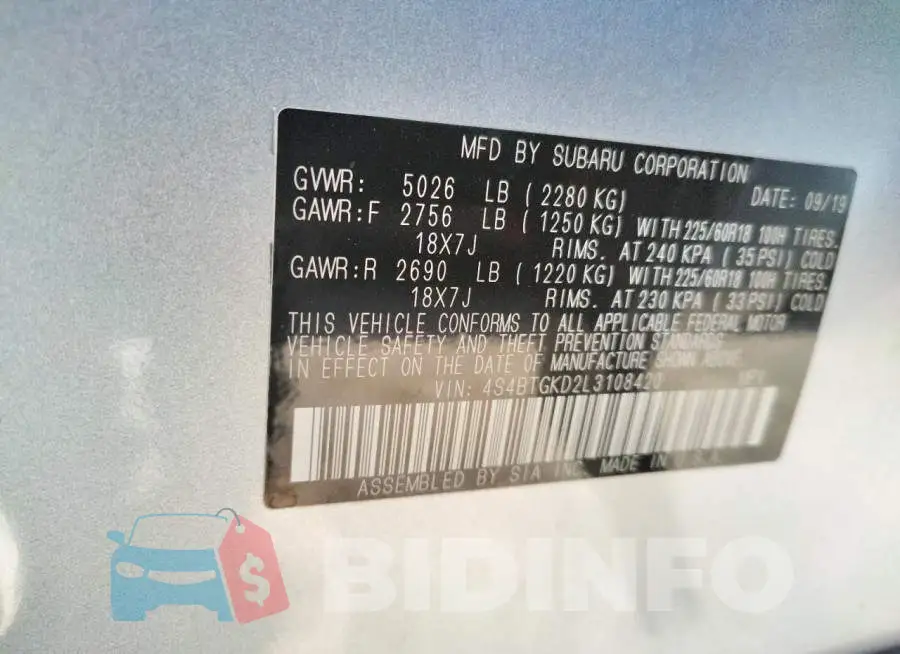 MFD BY SUBARU CORPORATION
GVWR: 5026 LB (2280 KG) DATE: 09/19
GAWR:F 2756 LB (1250 KG) WITH 225/60R18 100H TIRES.
18X7J RIMS. AT 240 KPA (35 PSI) COLD
GAWR:R 2690 LB (1220 KG) WITH 225/60R18 100H TIRES.
18X7J RIMS. AT 230 KPA (33 PSI) COLD
THIS VEHICLE CONFORMS TO ALL APPLICABLE FEDERAL MOTOR
VEHICLE SAFETY AND THEFT PREVENTION STANDARDS
IN EFFECT ON THE DATE OF MANUFACTURE SHOWN ABOVE.
VIN: 4S4BTGKD2L3108420 MPV
ASSEMBLED BY SIA INC. MADE IN U.S.A.
$ BIDINFO